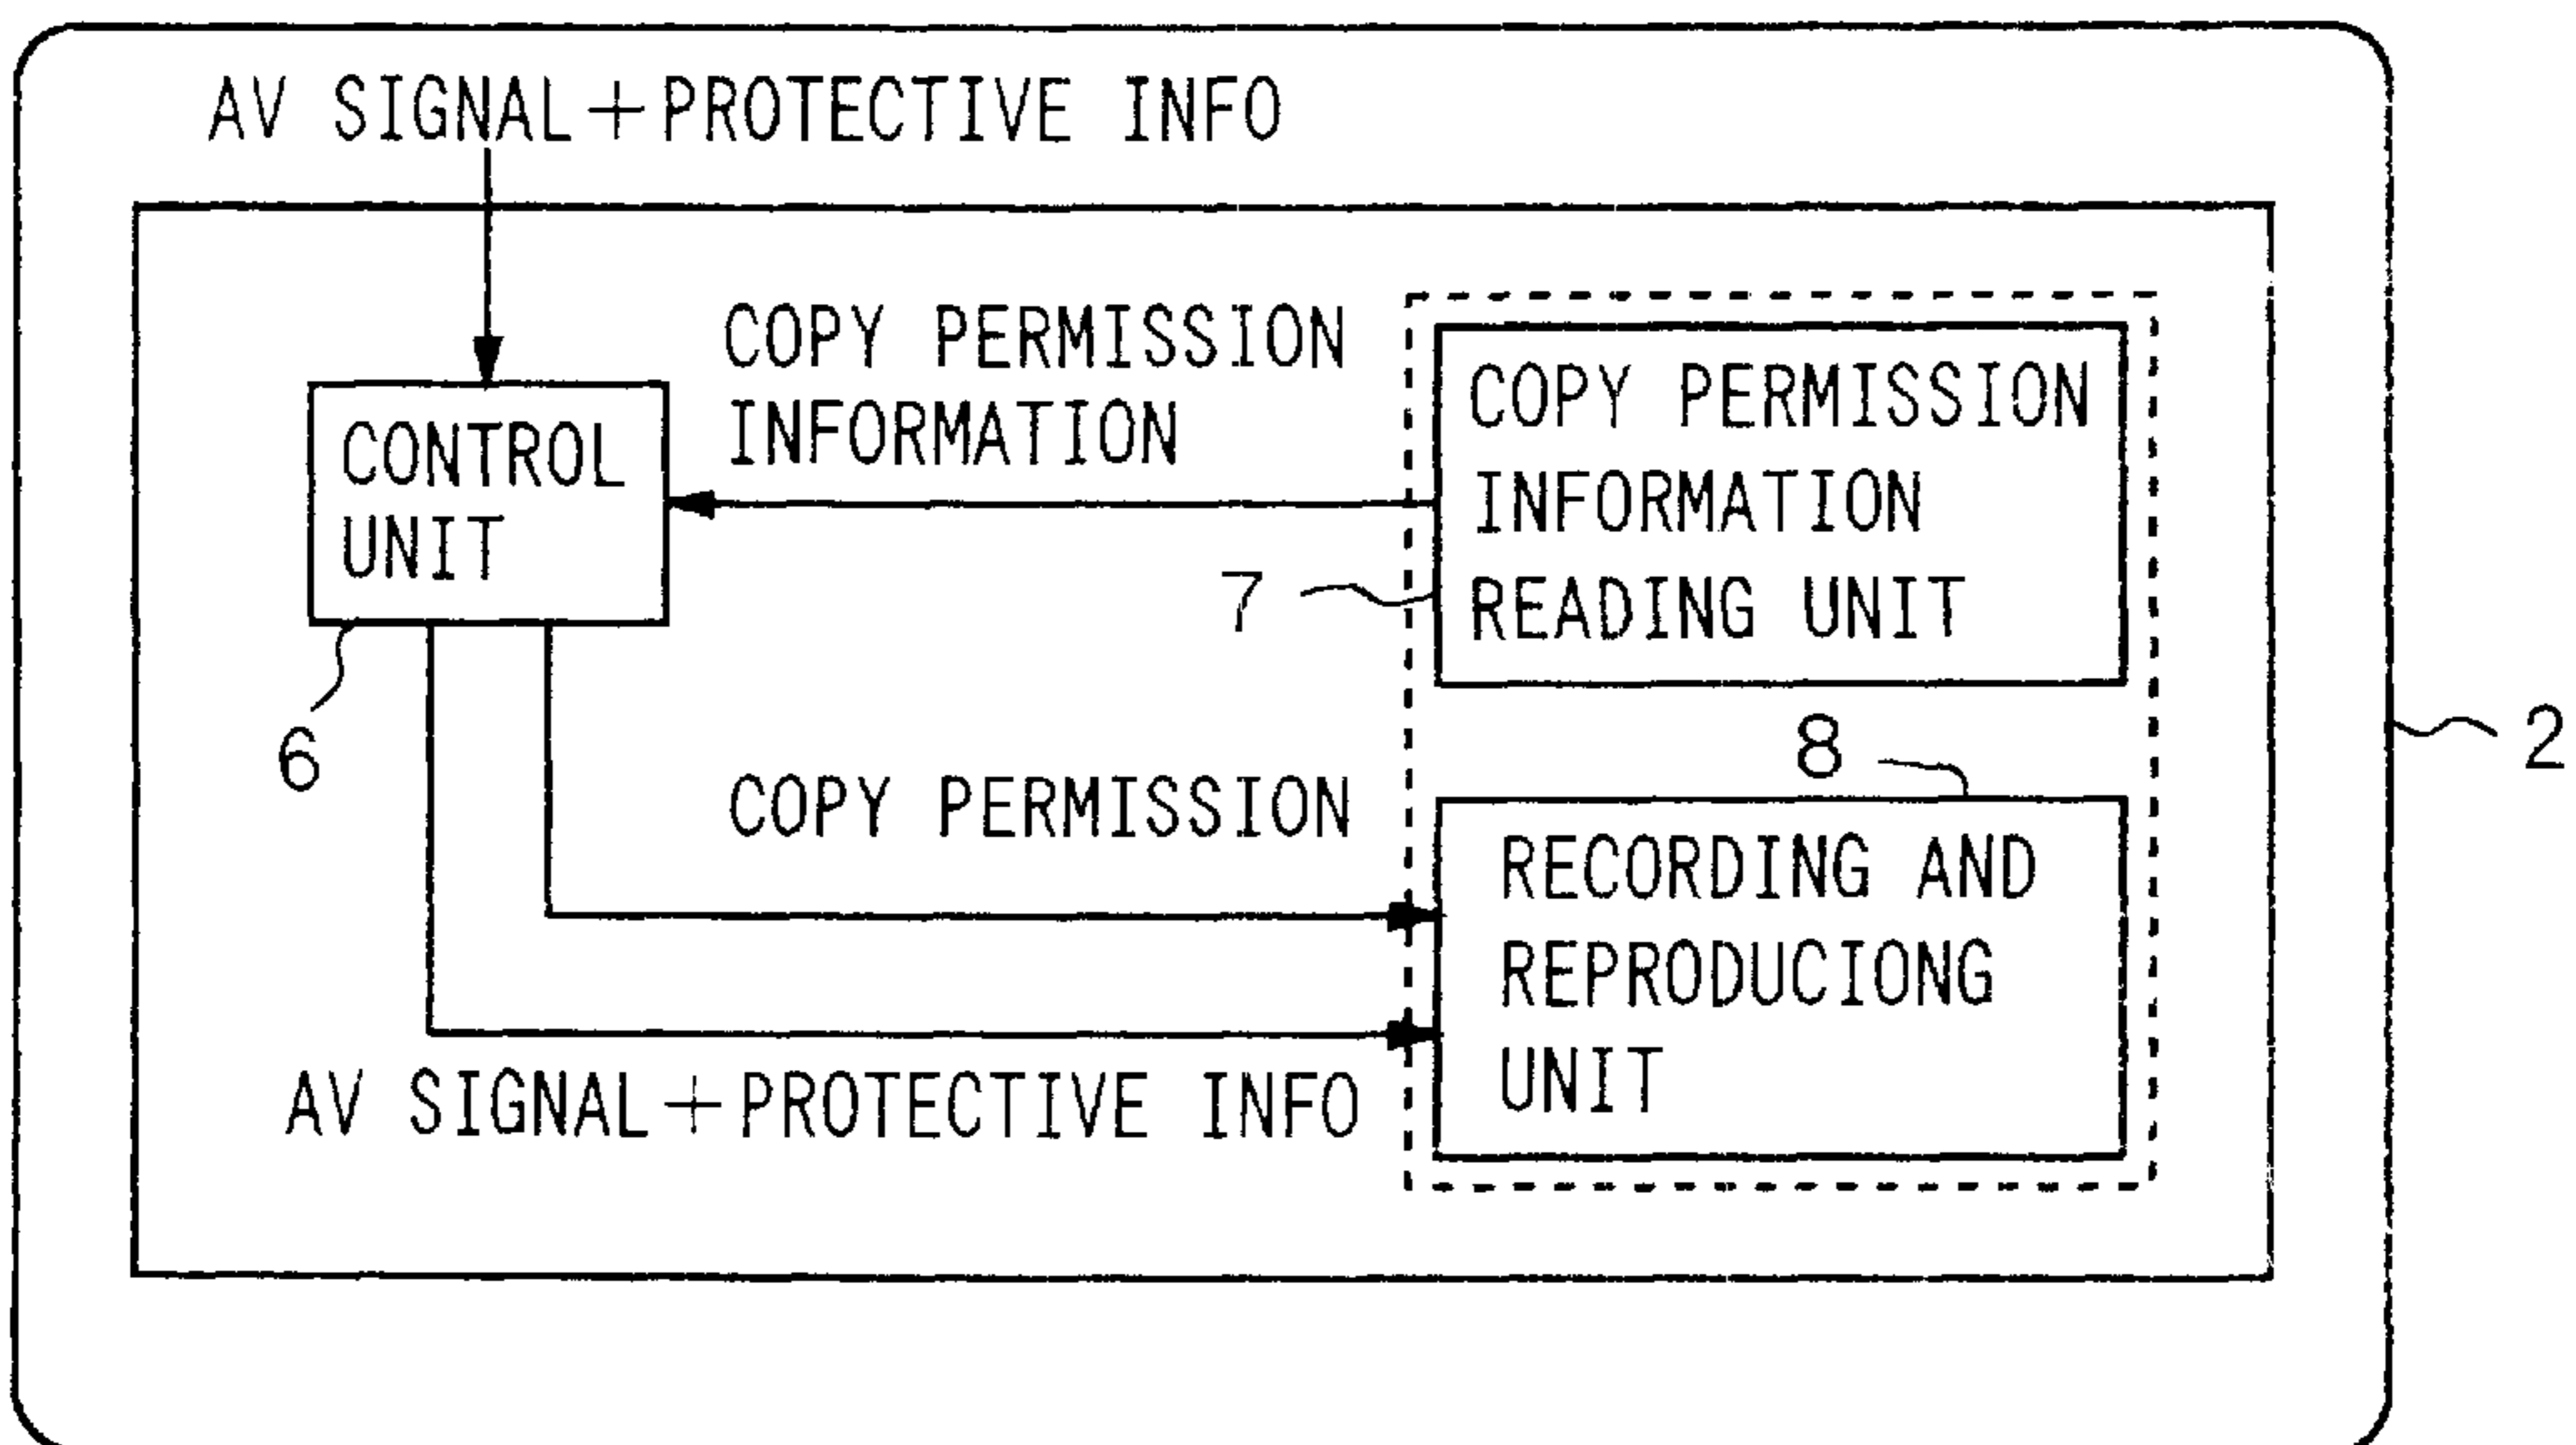 AV SIGNAL+PROTECTIVE INFO
COPY PERMISSION
INFORMATION
CONTROL
UNIT
COPY PERMISSION
INFORMATION
READING UNIT
7
6
8
2
COPY PERMISSION
RECORDING AND
REPRODUCIONG
UNIT
AV SIGNAL+PROTECTIVE INFO